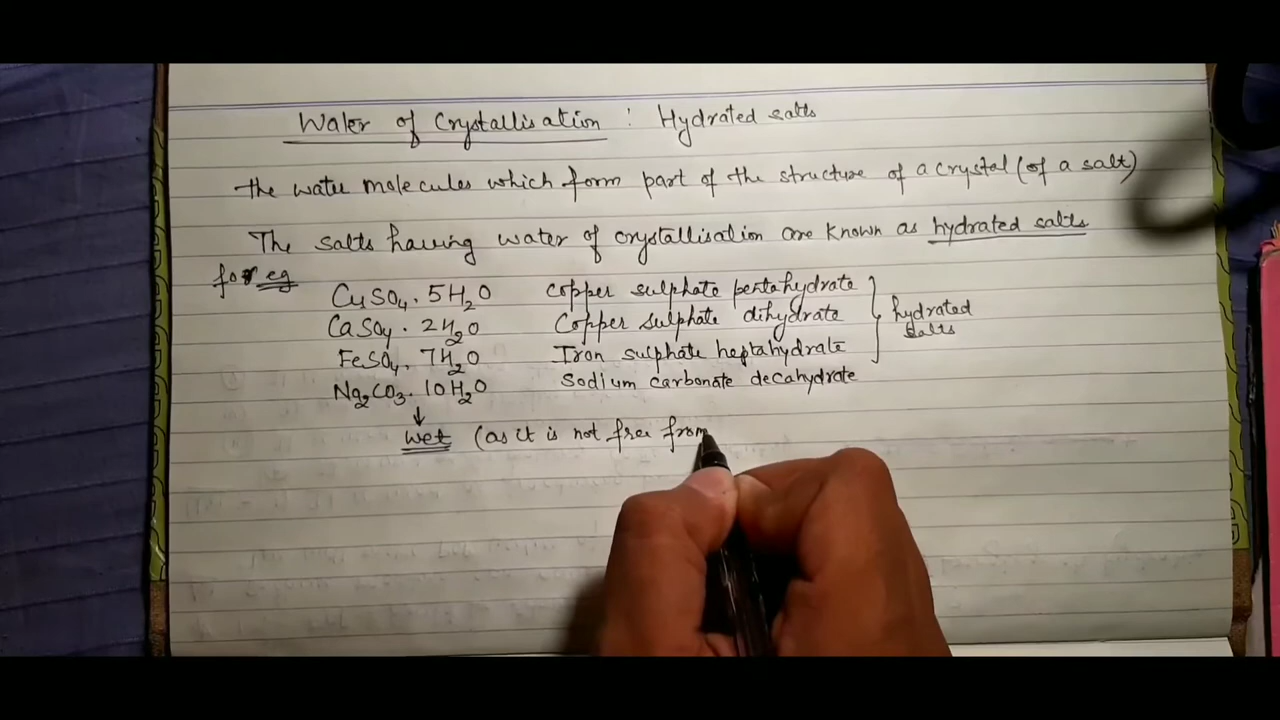 Water of Crystallisation : Hydrated salts
the water molecules which form part of the structure of a crystal (of a salt)
The salts having water of crystallisation are known as hydrated salts
for eg
CuSO4 . 5H2O Copper sulphate pentahydrate
CaSO4 . 2H2O Copper sulphate dihydrate
FeSO4 . 7H2O Iron sulphate heptahydrate
Na2CO3 . 10H2O Sodium carbonate decahydrate
hydrated
salts
↓
wet (as it is not free from